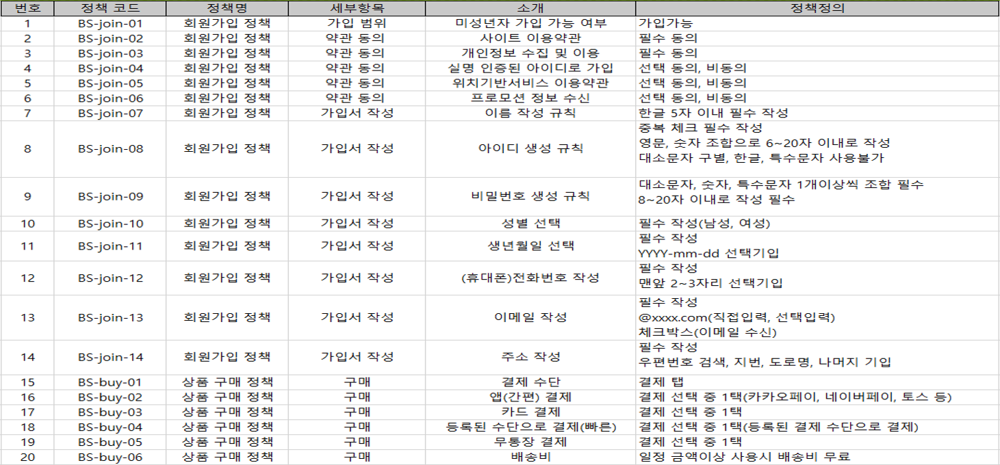 번호 정책 코드 정책명 세부항목 소개 정책정의
1 BS-join-01 회원가입 정책 가입 범위 미성년자 가입 가능 여부 가입가능
2 BS-join-02 회원가입 정책 약관 동의 사이트 이용약관 필수 동의
3 BS-join-03 회원가입 정책 약관 동의 개인정보 수집 및 이용 필수 동의
4 BS-join-04 회원가입 정책 약관 동의 실명 인증된 아이디로 가입 선택 동의, 비동의
5 BS-join-05 회원가입 정책 약관 동의 위치기반서비스 이용약관 선택 동의, 비동의
6 BS-join-06 회원가입 정책 약관 동의 프로모션 정보 수신 선택 동의, 비동의
7 BS-join-07 회원가입 정책 가입서 작성 이름 작성 규칙 한글 5자 이내 필수 작성
8 BS-join-08 회원가입 정책 가입서 작성 아이디 생성 규칙 중복 체크 필수 작성
영문, 숫자 조합으로 6~20자 이내로 작성
대소문자 구별, 한글, 특수문자 사용불가
9 BS-join-09 회원가입 정책 가입서 작성 비밀번호 생성 규칙 대소문자, 숫자, 특수문자 1개이상씩 조합 필수
8~20자 이내로 작성 필수
10 BS-join-10 회원가입 정책 가입서 작성 성별 선택 필수 작성(남성, 여성)
11 BS-join-11 회원가입 정책 가입서 작성 생년월일 선택 필수 작성
YYYY-mm-dd 선택기입
12 BS-join-12 회원가입 정책 가입서 작성 (휴대폰)전화번호 작성 필수 작성
맨앞 2~3자리 선택기입
13 BS-join-13 회원가입 정책 가입서 작성 이메일 작성 필수 작성
@xxxx.com(직접입력, 선택입력)
체크박스(이메일 수신)
14 BS-join-14 회원가입 정책 가입서 작성 주소 작성 필수 작성
우편번호 검색, 지번, 도로명, 나머지 기입
15 BS-buy-01 상품 구매 정책 구매 결제 수단 결제 탭
16 BS-buy-02 상품 구매 정책 구매 앱(간편) 결제 결제 선택 중 1택(카카오페이, 네이버페이, 토스 등)
17 BS-buy-03 상품 구매 정책 구매 카드 결제 결제 선택 중 1택
18 BS-buy-04 상품 구매 정책 구매 등록된 수단으로 결제(빠른) 결제 선택 중 1택(등록된 결제 수단으로 결제)
19 BS-buy-05 상품 구매 정책 구매 무통장 결제 결제 선택 중 1택
20 BS-buy-06 상품 구매 정책 구매 배송비 일정 금액이상 사용시 배송비 무료